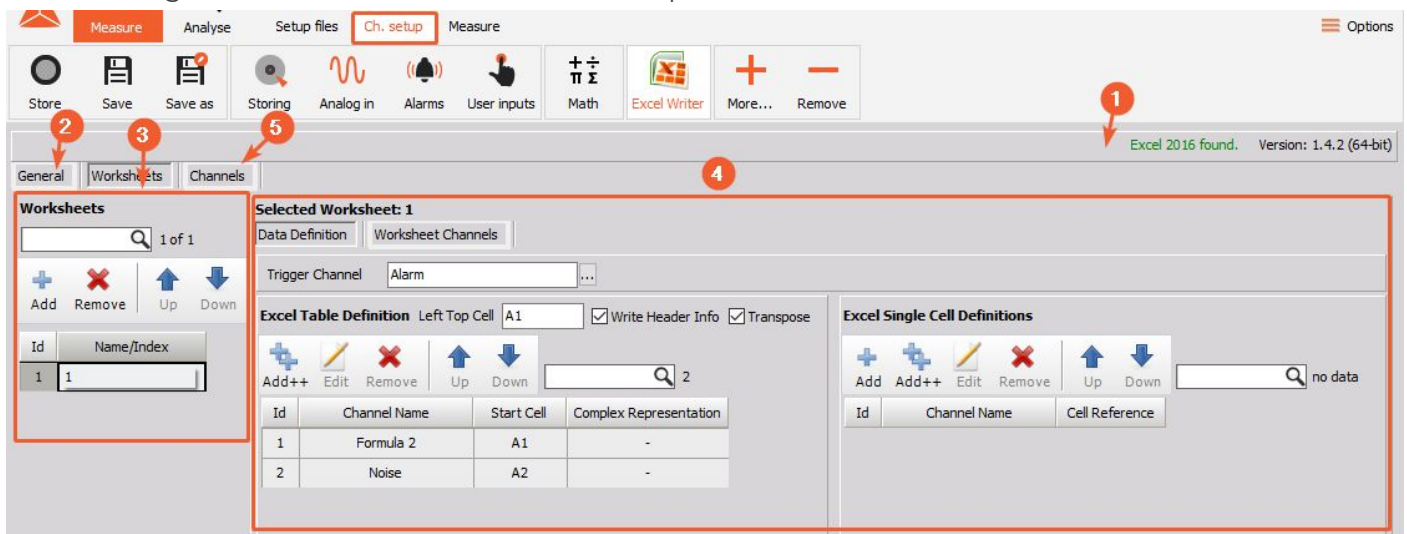 Measure Analyse Setup files Ch. setup Measure Options
Store Save Save as Storing Analog in Alarms User inputs Math Excel Writer More... Remove
1
2 3 5
Excel 2016 found. Version: 1.4.2 (64-bit)
General Worksheets Channels
4
Worksheets
1 of 1
Add Remove Up Down
Id Name/Index
1 1
Selected Worksheet: 1
Data Definition Worksheet Channels
Trigger Channel Alarm ...
Excel Table Definition Left Top Cell A1 Write Header Info Transpose
Add++ Edit Remove Up Down 2
Id Channel Name Start Cell Complex Representation
1 Formula 2 A1 -
2 Noise A2 -
Excel Single Cell Definitions
Add Add++ Edit Remove Up Down no data
Id Channel Name Cell Reference